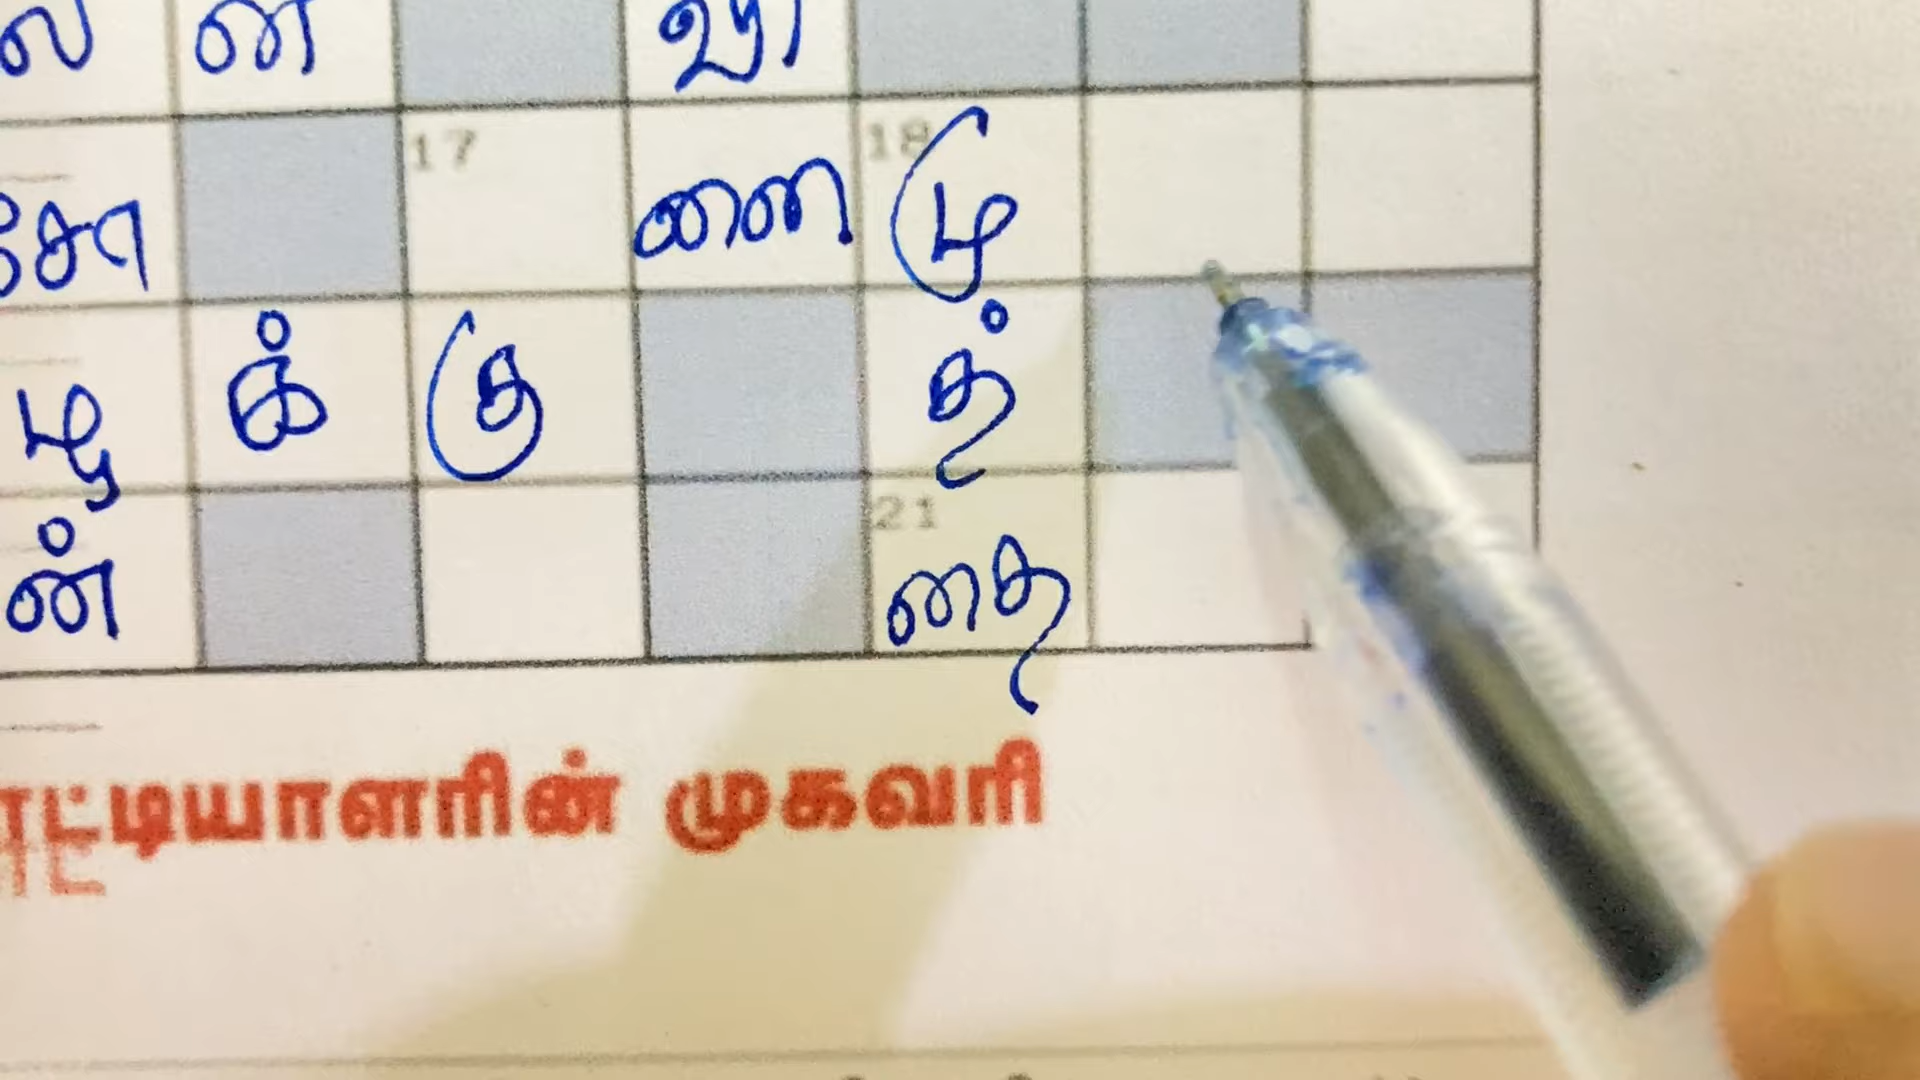 ல ன வி
17 18
சோ னை மு
ழ க் கு த்
21
ன் தை
ாட்டியாளரின் முகவரி